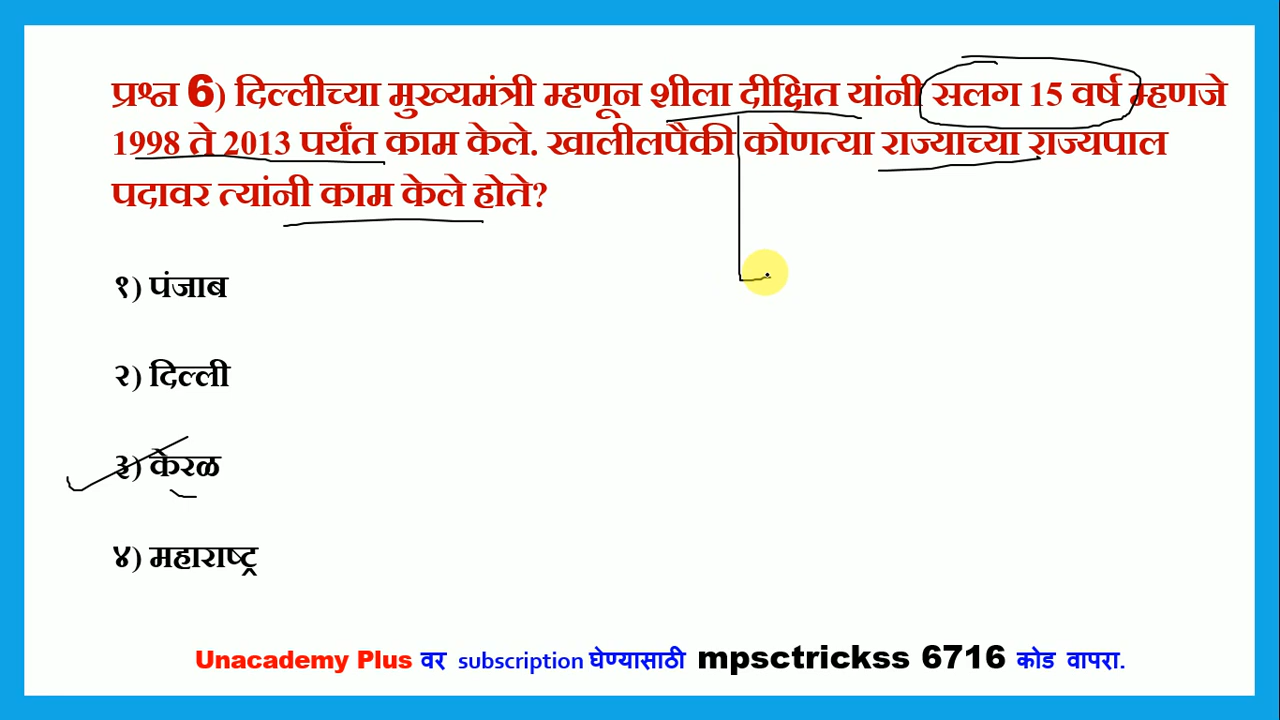 प्रश्न 6) दिल्लीच्या मुख्यमंत्री म्हणून शीला दीक्षित यांनी सलग 15 वर्ष म्हणजे
1998 ते 2013 पर्यंत काम केले. खालीलपैकी कोणत्या राज्याच्या राज्यपाल
पदावर त्यांनी काम केले होते?
१) पंजाब
२) दिल्ली
३) केरळ
४) महाराष्ट्र
Unacademy Plus वर subscription घेण्यासाठी mpsctrickss 6716 कोड वापरा.